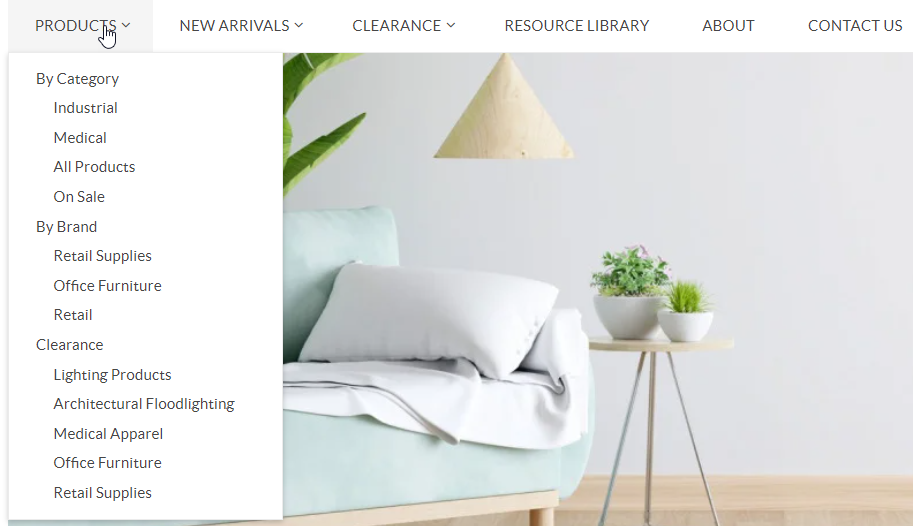 PRODUCTS NEW ARRIVALS CLEARANCE RESOURCE LIBRARY ABOUT CONTACT US
By Category
Industrial
Medical
All Products
On Sale
By Brand
Retail Supplies
Office Furniture
Retail
Clearance
Lighting Products
Architectural Floodlighting
Medical Apparel
Office Furniture
Retail Supplies